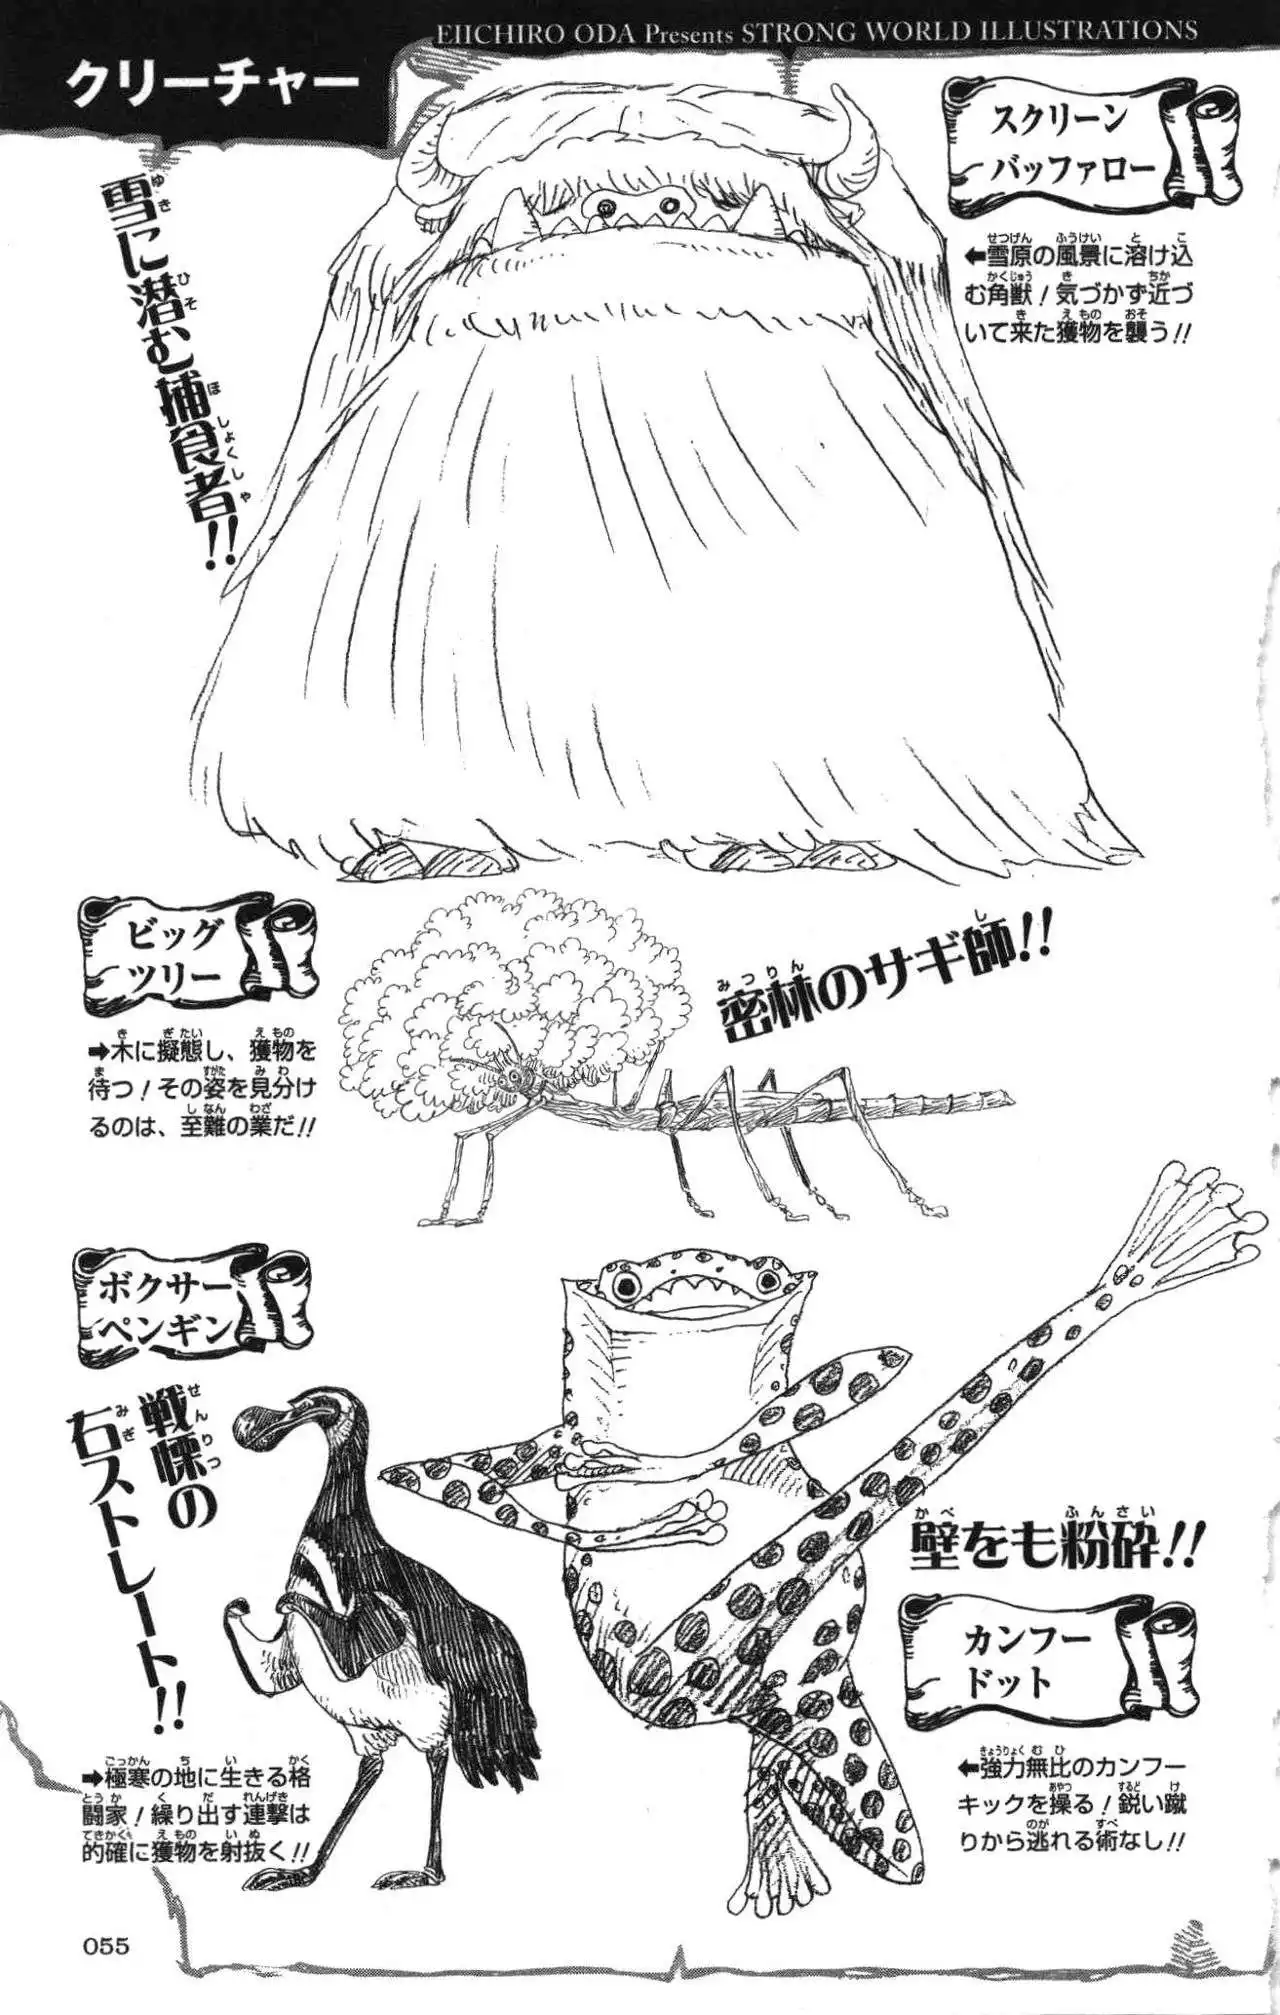 EIICHIRO ODA Presents STRONG WORLD ILLUSTRATIONS
クリーチャー
スクリーン
バッファロー
←雪原の風景に溶け込
む角獣！気づかず近づ
いて来た獲物を襲う!!
雪に潜む捕食者!!
ビッグ
ツリー
➡木に擬態し、獲物を
待つ！その姿を見分け
るのは、至難の業だ!!
密林のサギ師!!
ボクサー
ペンギン
戦慄の
右ストレート!!
➡極寒の地に生きる格
闘家！繰り出す連撃は
的確に獲物を射抜く!!
壁をも粉砕!!
カンフー
ドット
←強力無比のカンフー
キックを操る！鋭い蹴
りから逃れる術なし!!
055